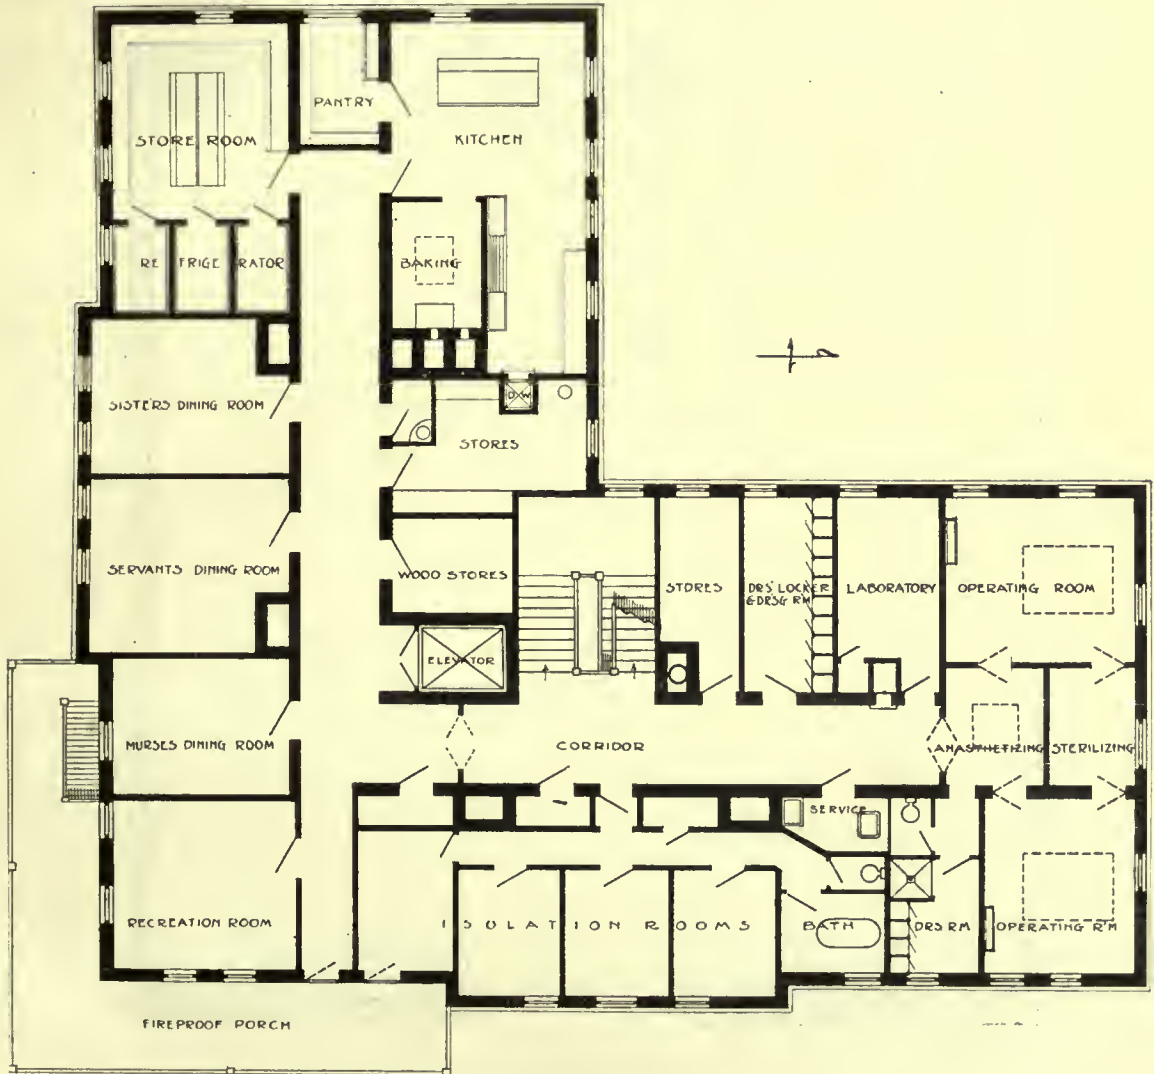 PANTRY
STORE ROOM
KITCHEN
RE FRIGE RATOR
BAKING
SISTERS DINING ROOM
D W
STORES
SERVANTS DINING ROOM
WOOD STORES
STORES
DRS' LOCKER
& DRS'G RM
LABORATORY
OPERATING ROOM
ELEVATOR
NURSES DINING ROOM
CORRIDOR
ANASTHETIZING
STERILIZING
SERVICE
RECREATION ROOM
ISOLATION ROOMS
BATH
DRS RM
OPERATING R'M
FIREPROOF PORCH